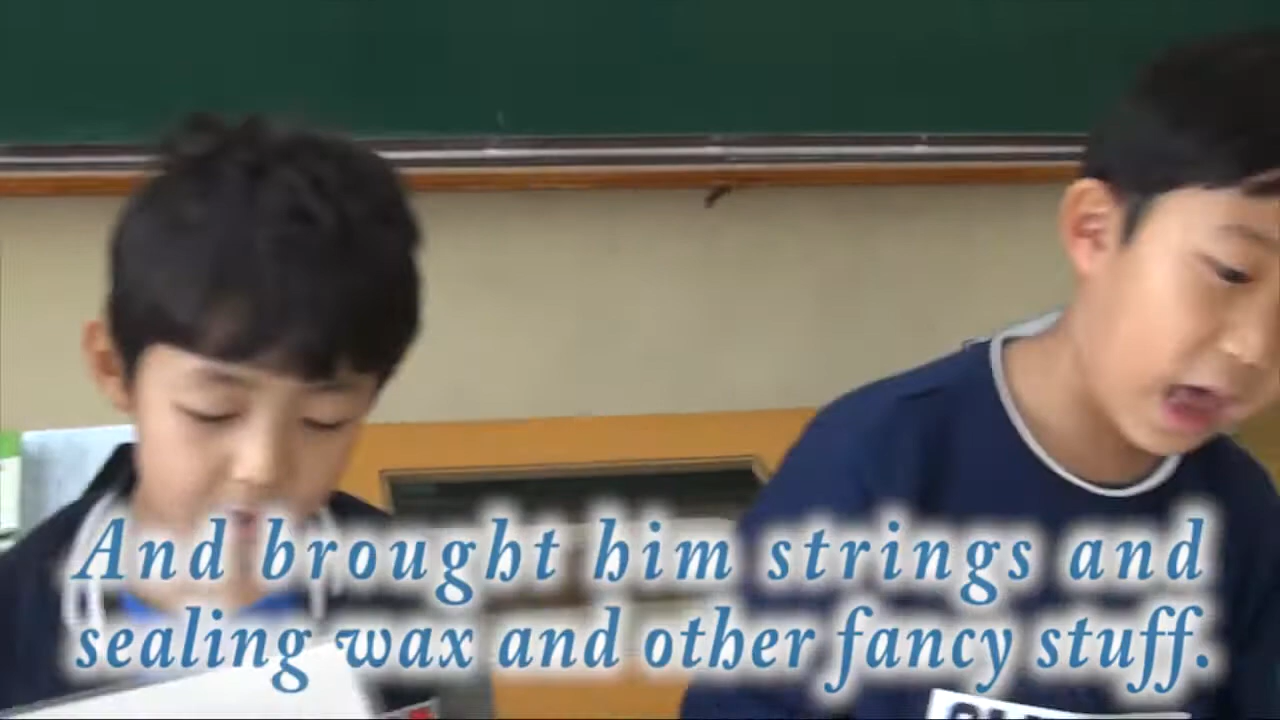 And brought him strings and
sealing wax and other fancy stuff.